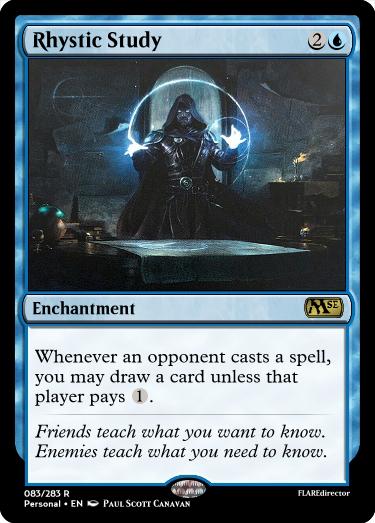 Rhystic Study 2
Enchantment MSE
Whenever an opponent casts a spell,
you may draw a card unless that
player pays 1.
Friends teach what you want to know.
Enemies teach what you need to know.
083/283 R
Personal • EN Paul Scott Canavan
FLAREdirector